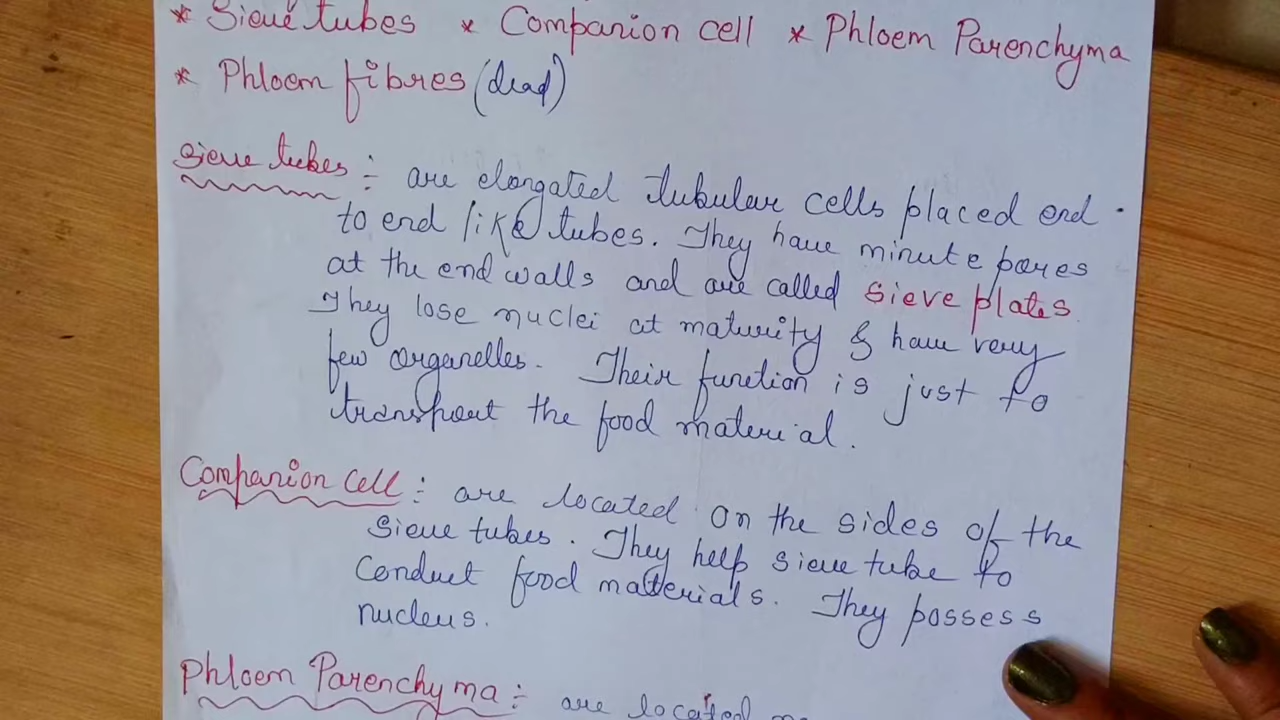 * Sieve tubes * Companion cell * Phloem Parenchyma
* Phloem fibres (dead)
Sieve tubes :- are elongated tubular cells placed end
to end like tubes. They have minute pores
at the end walls and are called sieve plates.
They lose nuclei at maturity & have very
few organelles. Their function is just to
transport the food material.
Companion cell :- are located on the sides of the
sieve tubes. They help sieve tube to
conduct food materials. They possess
nucleus.
Phloem Parenchyma :- are located